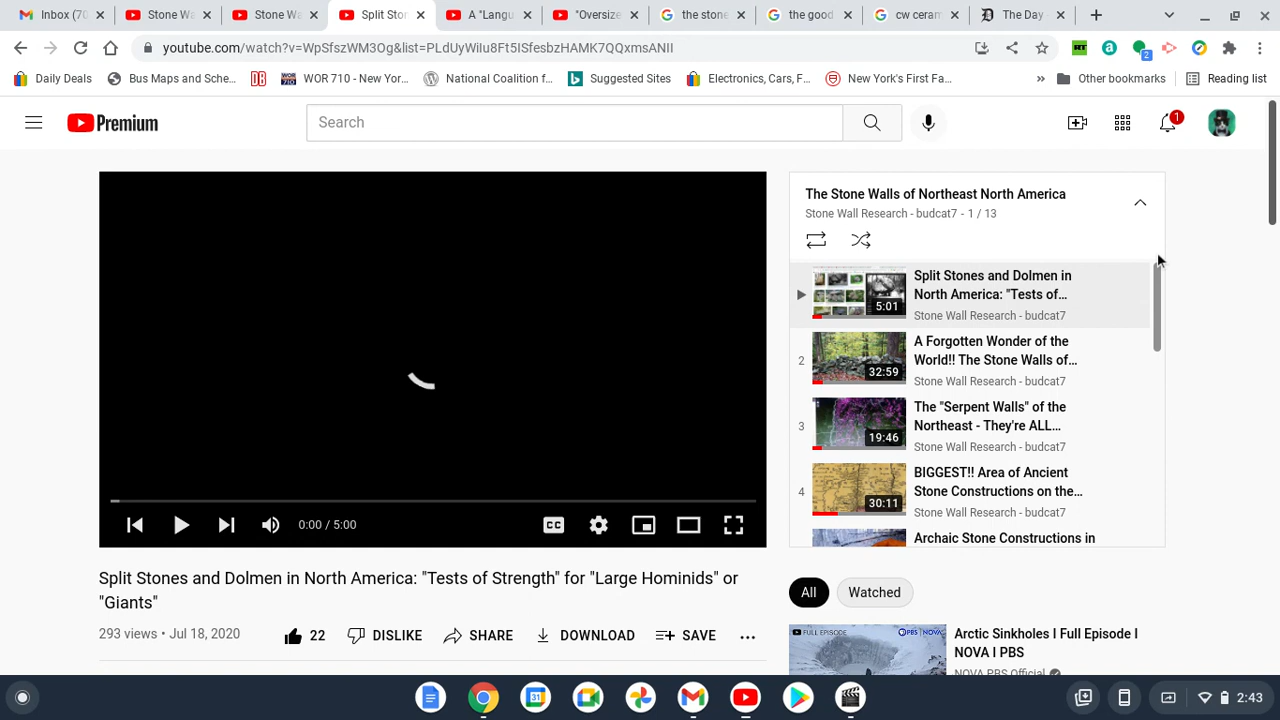 Inbox (70
Stone Wa
Stone Wa
Split Ston
A "Langu
"Oversize
the stone
the good
cw ceram
The Day
youtube.com/watch?v=WpSfszWM3Og&list=PLdUyWiIu8Ft5ISfesbzHAMK7QQxmsANII
2
Daily Deals
Bus Maps and Sche...
WOR 710 - New Yor...
National Coalition f...
Suggested Sites
Electronics, Cars, F...
New York's First Fa...
»
Other bookmarks
Reading list
Premium
Search
1
The Stone Walls of Northeast North America
Stone Wall Research - budcat7 - 1 / 13
Split Stones and Dolmen in
North America: "Tests of...
5:01
Stone Wall Research - budcat7
2
A Forgotten Wonder of the
World!! The Stone Walls of...
32:59
Stone Wall Research - budcat7
3
The "Serpent Walls" of the
Northeast - They're ALL...
19:46
Stone Wall Research - budcat7
4
BIGGEST!! Area of Ancient
Stone Constructions on the...
30:11
Stone Wall Research - budcat7
Archaic Stone Constructions in
0:00 / 5:00
CC
Split Stones and Dolmen in North America: "Tests of Strength" for "Large Hominids" or
"Giants"
293 views • Jul 18, 2020
22
DISLIKE
SHARE
DOWNLOAD
SAVE
All
Watched
FULL EPISODE
PBS NOVA
Arctic Sinkholes I Full Episode I
NOVA I PBS
NOVA PBS Official
2:43